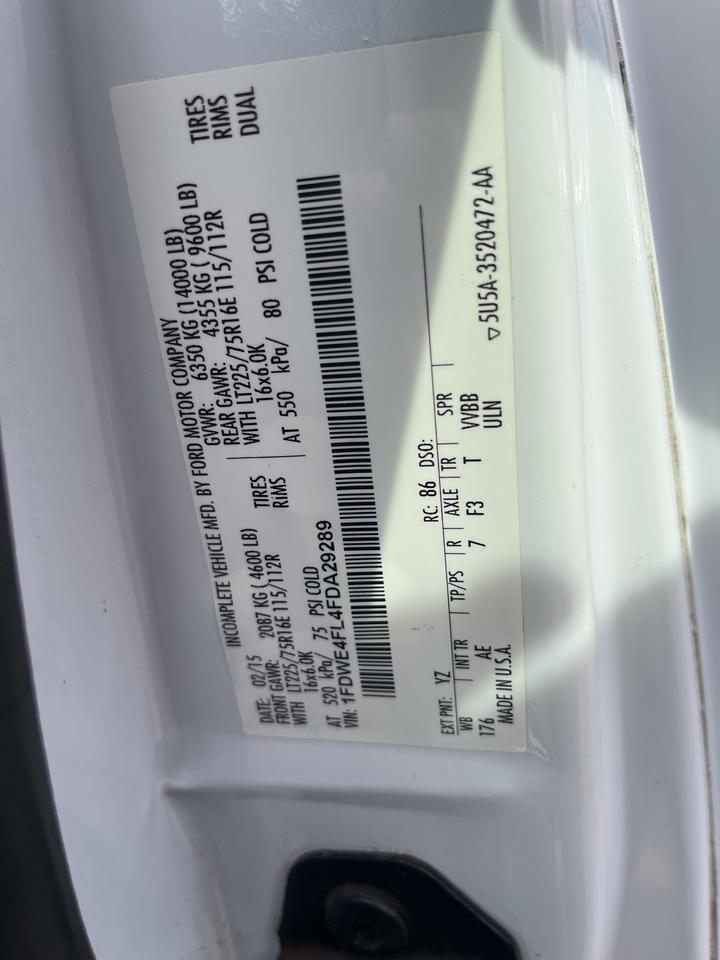 INCOMPLETE VEHICLE MFD. BY FORD MOTOR COMPANY
DATE: 02/15 GVWR: 6350 KG (14000 LB)
FRONT GAWR: 2087 KG (4600 LB) REAR GAWR: 4355 KG ( 9600 LB)
WITH LT225/75R16E 115/112R TIRES WITH LT225/75R16E 115/112R TIRES
16x6.0K RIMS 16x6.0K RIMS
AT 520 kPa/ 75 PSI COLD AT 550 kPa/ 80 PSI COLD DUAL
VIN: 1FDWE4FL4FDA29289
EXT PNT: YZ RC: 86 DSO:
WB INT TR TP/PS R AXLE TR SPR
176 AE 7 F3 T VVBB
MADE IN U.S.A. ULN
▽5U5A-3520472-AA